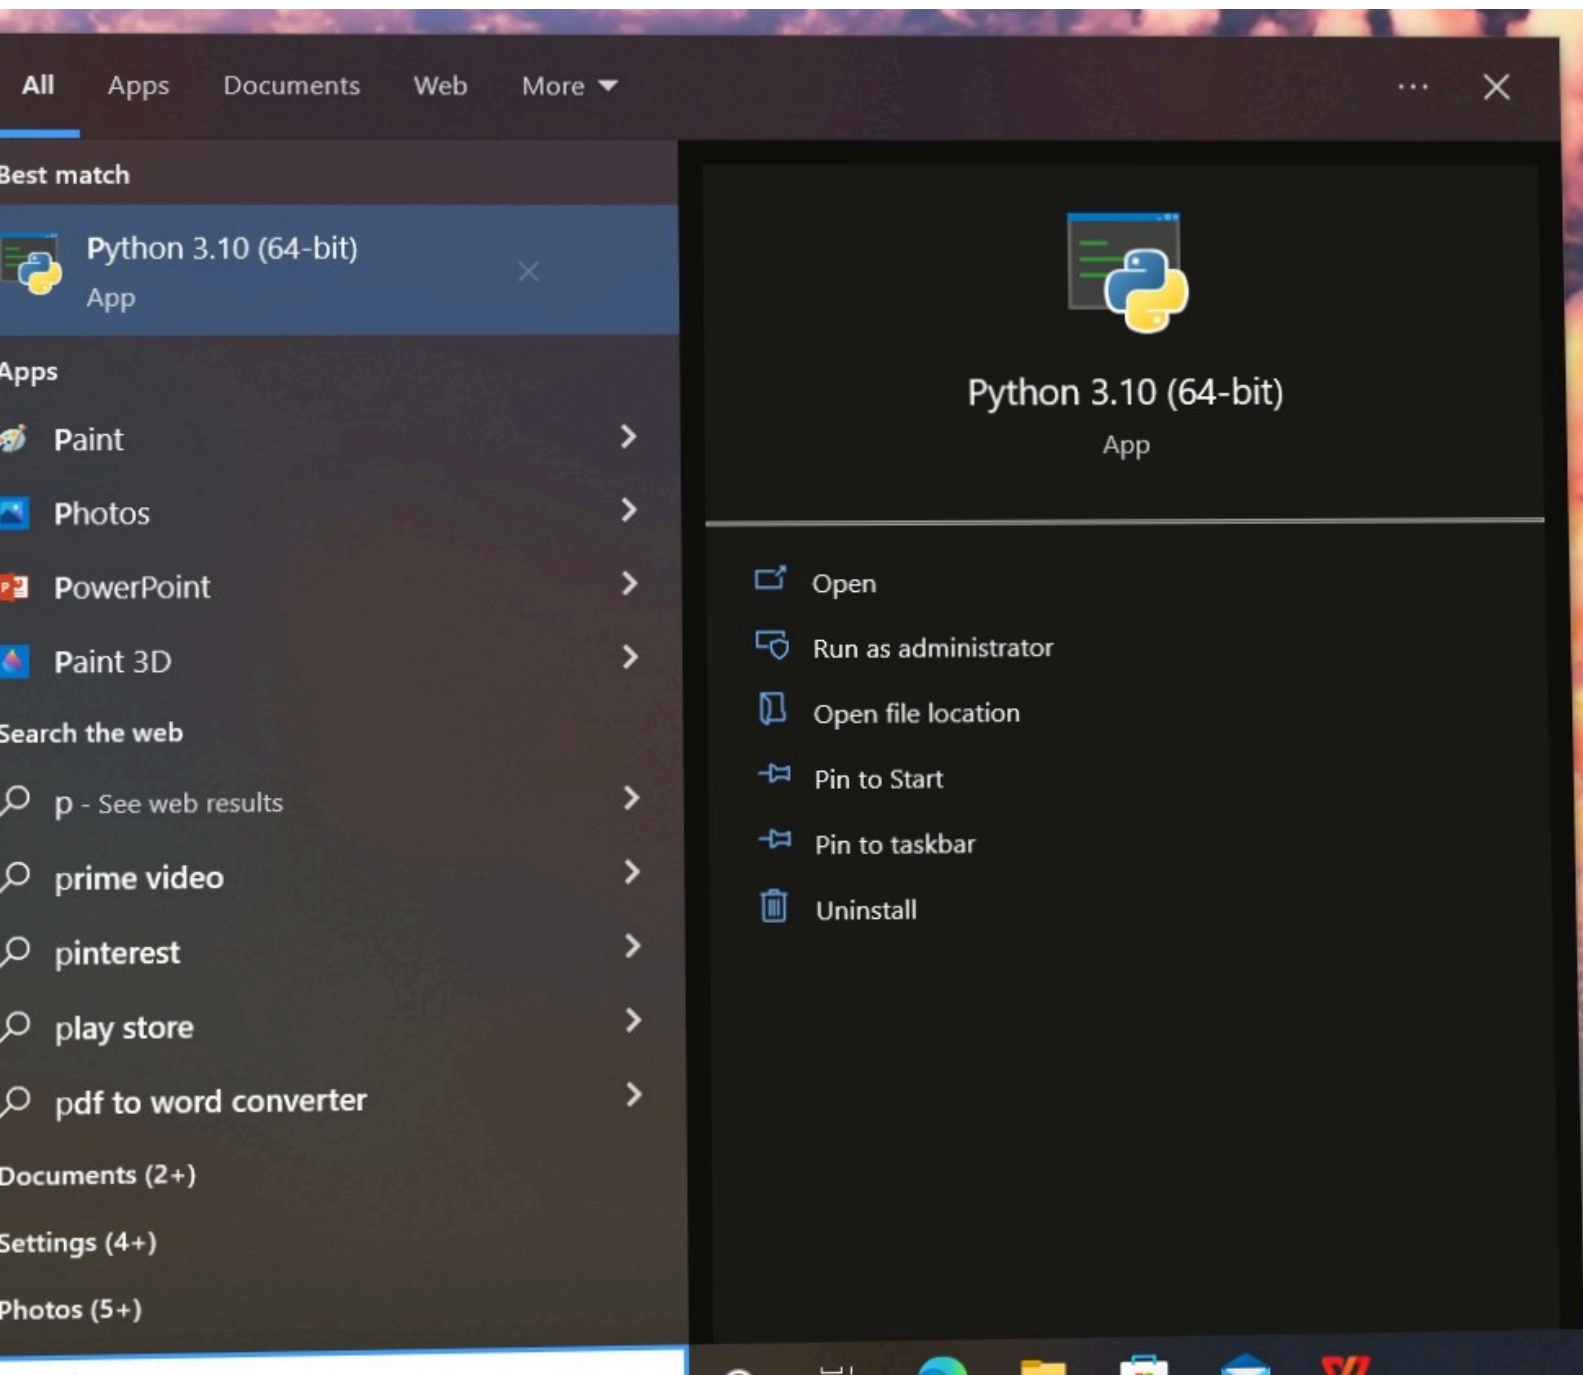 All Apps Documents Web More
Best match
Python 3.10 (64-bit)
App
Apps
Paint
Photos
PowerPoint
Paint 3D
Search the web
p - See web results
prime video
pinterest
play store
pdf to word converter
Documents (2+)
Settings (4+)
Photos (5+)
Python 3.10 (64-bit)
App
Open
Run as administrator
Open file location
Pin to Start
Pin to taskbar
Uninstall